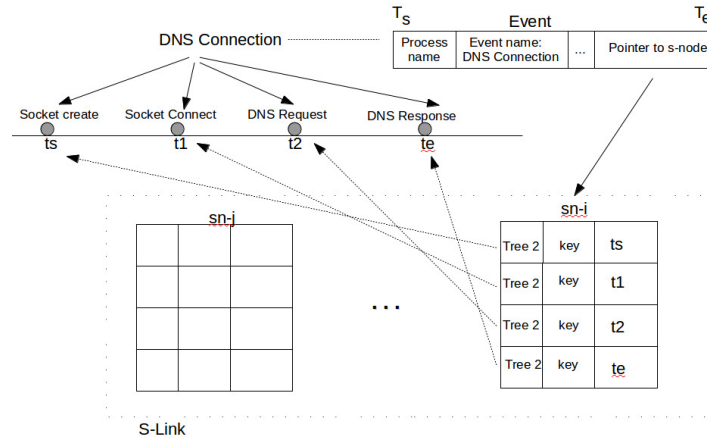 Ts
Event
Te
DNS Connection
Process name
Event name: DNS Connection
...
Pointer to s-node
Socket create
Socket Connect
DNS Request
DNS Response
ts
t1
t2
te
sn-j
sn-i
Tree 2 key ts
Tree 2 key t1
Tree 2 key t2
Tree 2 key te
...
S-Link